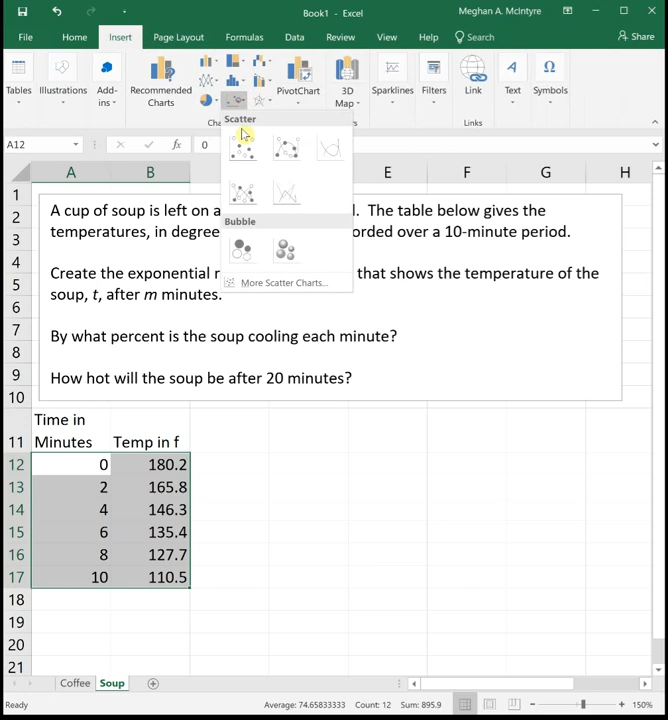 Book1 - Excel
Meghan A. McIntyre
File Home Insert Page Layout Formulas Data Review View Help Search Share
Tables
Illustrations
Add-
ins
Recommended
Charts
PivotChart
3D
Map
Sparklines
Filters
Link
Text
Symbols
Cha
s
Links
A12
fx
0
Scatter
Bubble
More Scatter Charts...
A B E F G H
1
2
3
4
5
6
7
8
9
10
A cup of soup is left on a l. The table below gives the
temperatures, in degree orded over a 10-minute period.
Create the exponential r that shows the temperature of the
soup, t, after m minutes.
By what percent is the soup cooling each minute?
How hot will the soup be after 20 minutes?
Time in
11 Minutes Temp in f
12 0 180.2
13 2 165.8
14 4 146.3
15 6 135.4
16 8 127.7
17 10 110.5
18
19
20
21
Coffee Soup
Ready Average: 74.65833333 Count: 12 Sum: 895.9 150%